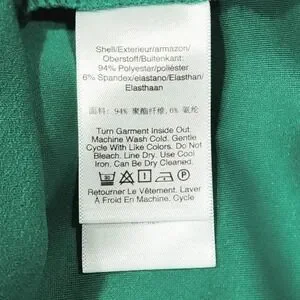 Shell/Exterieur/armazon/
Oberstoff/Buitenkant:
94% Polyester/poliéster
6% Spandex/elastano/Elasthan/
Elasthaan
面料: 94% 聚酯纤维, 6% 氨纶
Turn Garment Inside Out
Machine Wash Cold. Gentle
Cycle With Like Colors. Do Not
Bleach. Line Dry. Use Cool
Iron. Can Be Dry Cleaned.
Retourner Le Vêtement. Laver
À Froid En Machine. Cycle